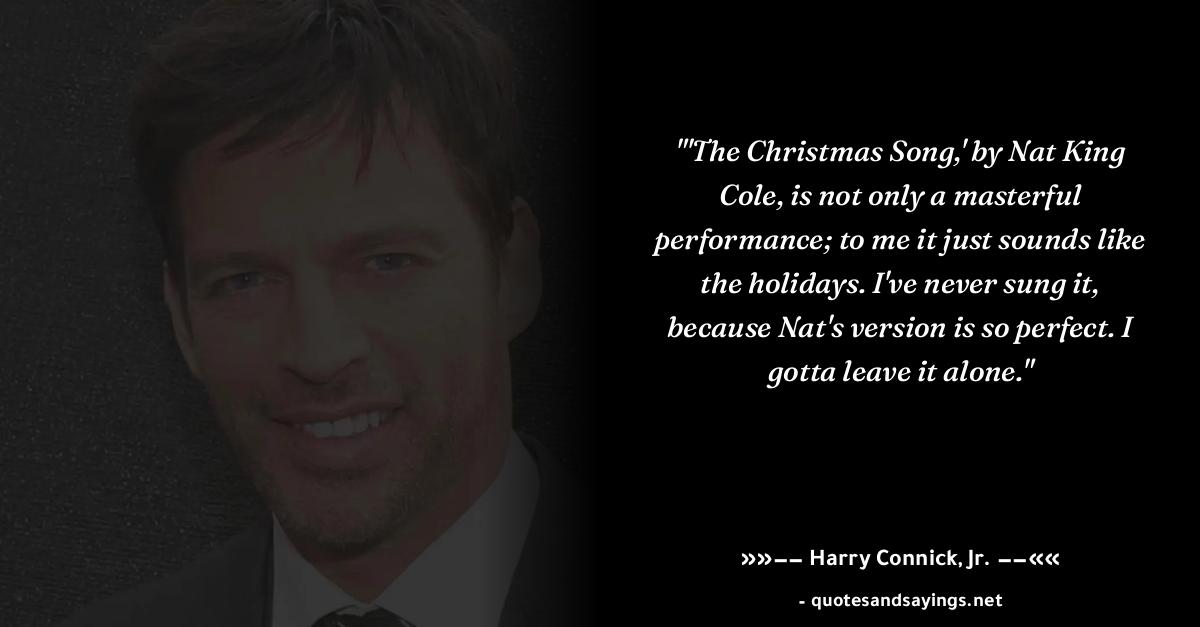 "'The Christmas Song,' by Nat King
Cole, is not only a masterful
performance; to me it just sounds like
the holidays. I've never sung it,
because Nat's version is so perfect. I
gotta leave it alone."
»»–– Harry Connick, Jr. ––««
- quotesandsayings.net